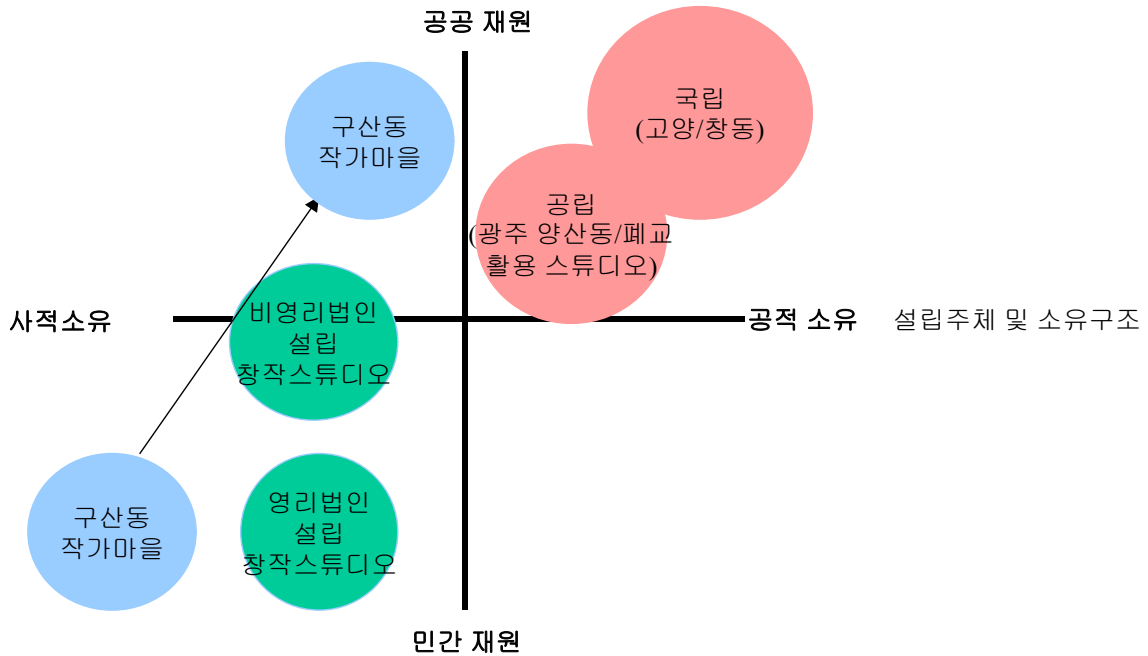 공공 재원
국립
(고양/창동)
구산동
작가마을
공립
(광주 양산동/폐교
활용 스튜디오)
사적소유
비영리법인
설립
창작스튜디오
공적 소유
설립주체 및 소유구조
구산동
작가마을
영리법인
설립
창작스튜디오
민간 재원